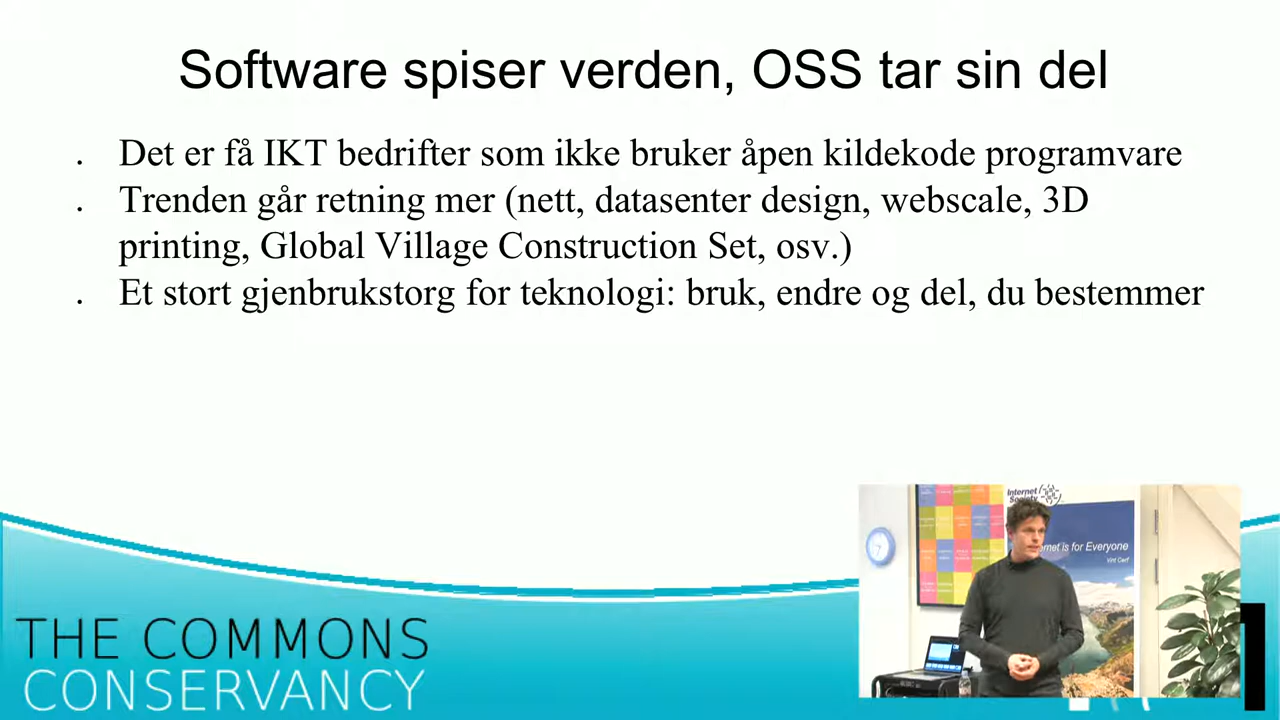 Software spiser verden, OSS tar sin del
. Det er få IKT bedrifter som ikke bruker åpen kildekode programvare
. Trenden går retning mer (nett, datasenter design, webscale, 3D
printing, Global Village Construction Set, osv.)
. Et stort gjenbrukstorg for teknologi: bruk, endre og del, du bestemmer
Internet
Society
is for Everyone
Vint Cerf
THE COMMONS
CONSERVANCY